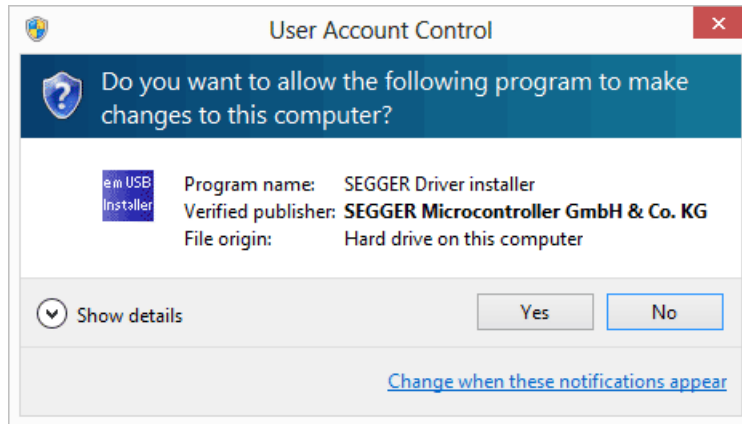 User Account Control
Do you want to allow the following program to make
changes to this computer?
em USB
Installer
Program name: SEGGER Driver installer
Verified publisher: SEGGER Microcontroller GmbH & Co. KG
File origin: Hard drive on this computer
Show details
Yes No
Change when these notifications appear